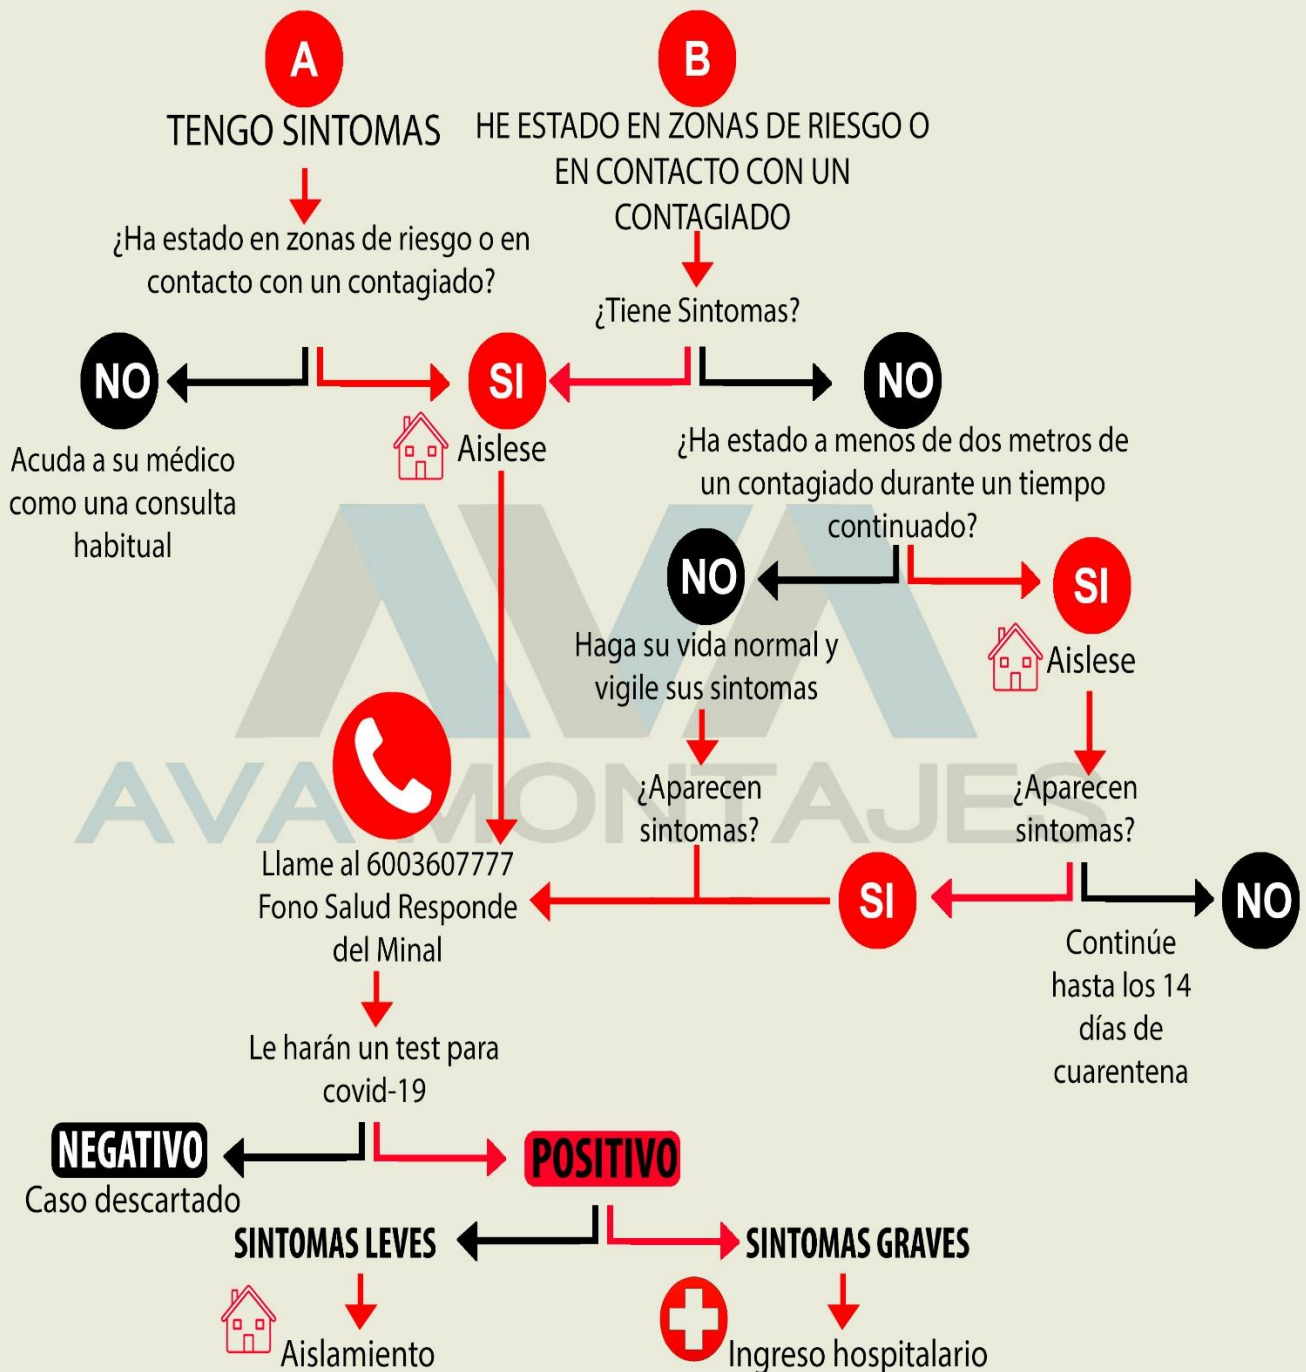 A
TENGO SINTOMAS
¿Ha estado en zonas de riesgo o en
contacto con un contagiado?
NO
Acuda a su médico
como una consulta
habitual
B
HE ESTADO EN ZONAS DE RIESGO O
EN CONTACTO CON UN
CONTAGIADO
¿Tiene Sintomas?
SI
Aislese
NO
¿Ha estado a menos de dos metros de
un contagiado durante un tiempo
continuado?
NO
Haga su vida normal y
vigile sus sintomas
¿Aparecen
sintomas?
SI
Aislese
¿Aparecen
sintomas?
SI
NO
Continúe
hasta los 14
días de
cuarentena
AVA MONTAJES
Llame al 6003607777
Fono Salud Responde
del Minal
Le harán un test para
covid-19
NEGATIVO
Caso descartado
POSITIVO
SINTOMAS LEVES
Aislamiento
SINTOMAS GRAVES
Ingreso hospitalario